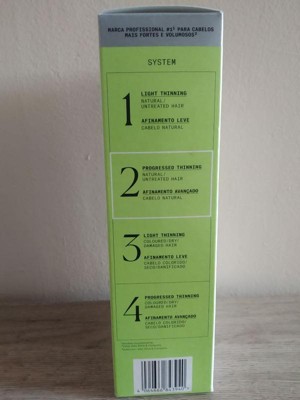 MARCA PROFISSIONAL #1¹ PARA CABELOS
MAIS FORTES E VOLUMOSOS²
SYSTEM
1
LIGHT THINNING
NATURAL/
UNTREATED HAIR
AFINAMENTO LEVE
CABELO NATURAL
2
PROGRESSED THINNING
NATURAL/
UNTREATED HAIR
AFINAMENTO AVANÇADO
CABELO NATURAL
3
LIGHT THINNING
COLOURED/DRY/
DAMAGED HAIR
AFINAMENTO LEVE
CABELO COLORIDO/
SECO/DANIFICADO
4
PROGRESSED THINNING
COLOURED/DRY/
DAMAGED HAIR
AFINAMENTO AVANÇADO
CABELO COLORIDO/
SECO/DANIFICADO